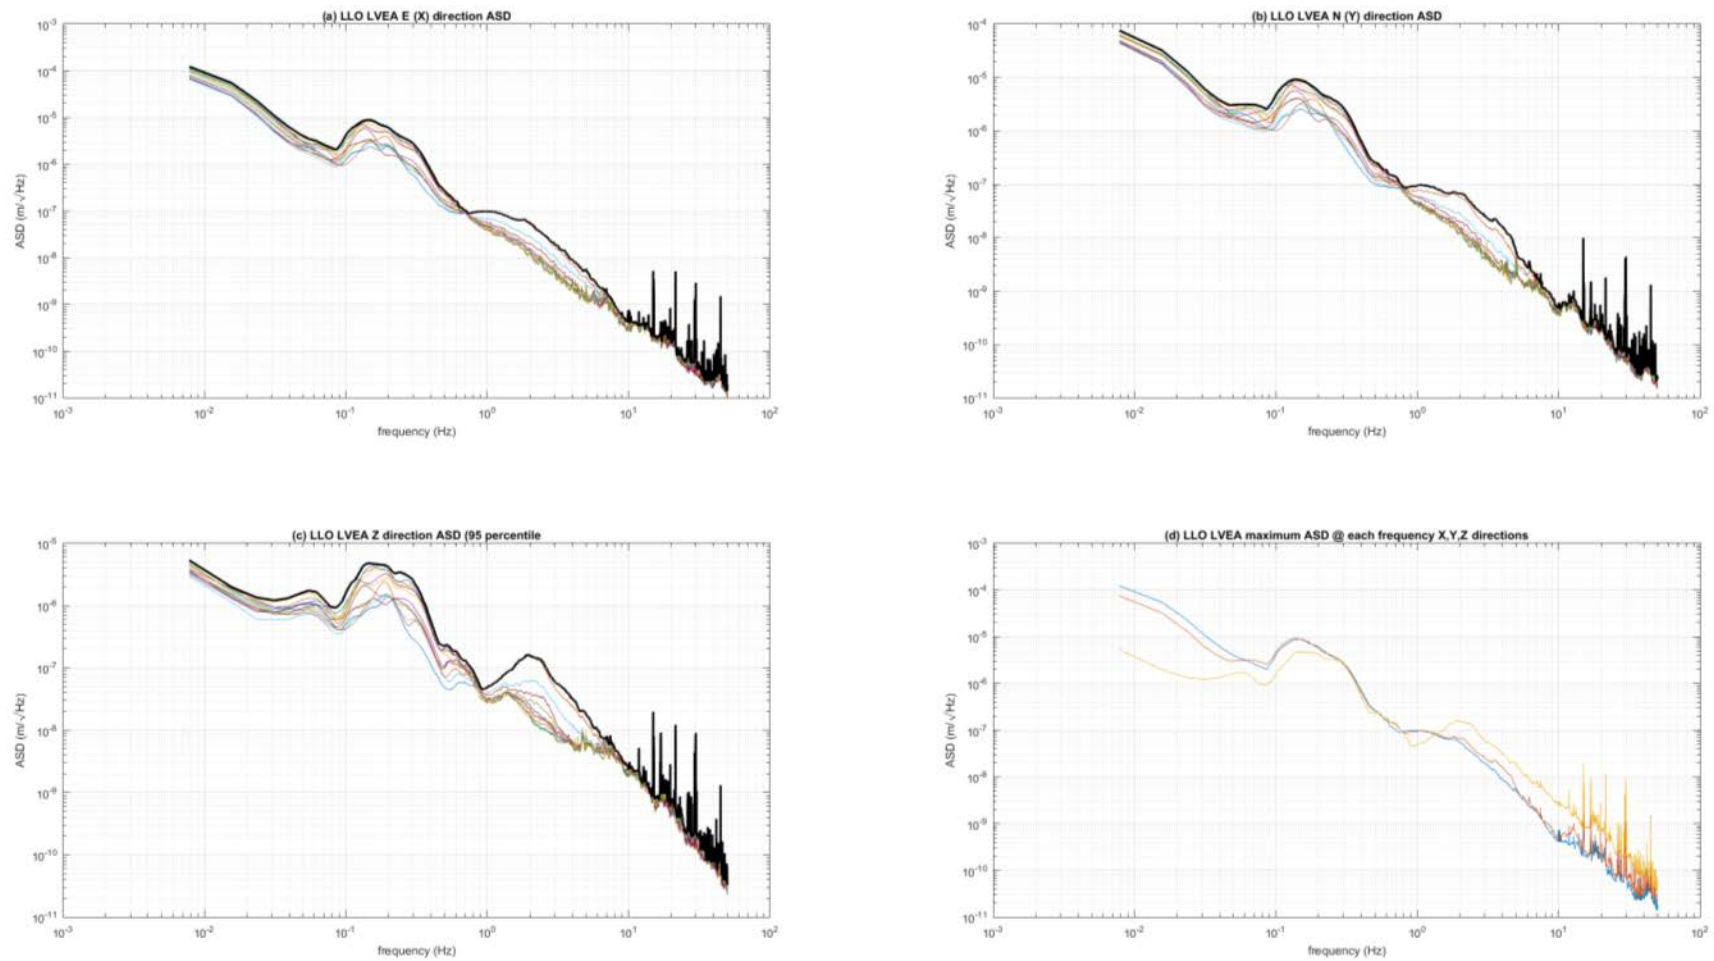 (a) LLO LVEA E (X) direction ASD
ASD (m/√Hz)
10-3
10-4
10-5
10-6
10-7
10-8
10-9
10-10
10-11
10-3 10-2 10-1 100 101 102
frequency (Hz)
(b) LLO LVEA N (Y) direction ASD
ASD (m/√Hz)
10-4
10-5
10-6
10-7
10-8
10-9
10-10
10-11
10-3 10-2 10-1 100 101 102
frequency (Hz)
(c) LLO LVEA Z direction ASD (95 percentile
ASD (m/√Hz)
10-5
10-6
10-7
10-8
10-9
10-10
10-11
10-3 10-2 10-1 100 101 102
frequency (Hz)
(d) LLO LVEA maximum ASD @ each frequency X,Y,Z directions
ASD (m/√Hz)
10-3
10-4
10-5
10-6
10-7
10-8
10-9
10-10
10-11
10-3 10-2 10-1 100 101 102
frequency (Hz)